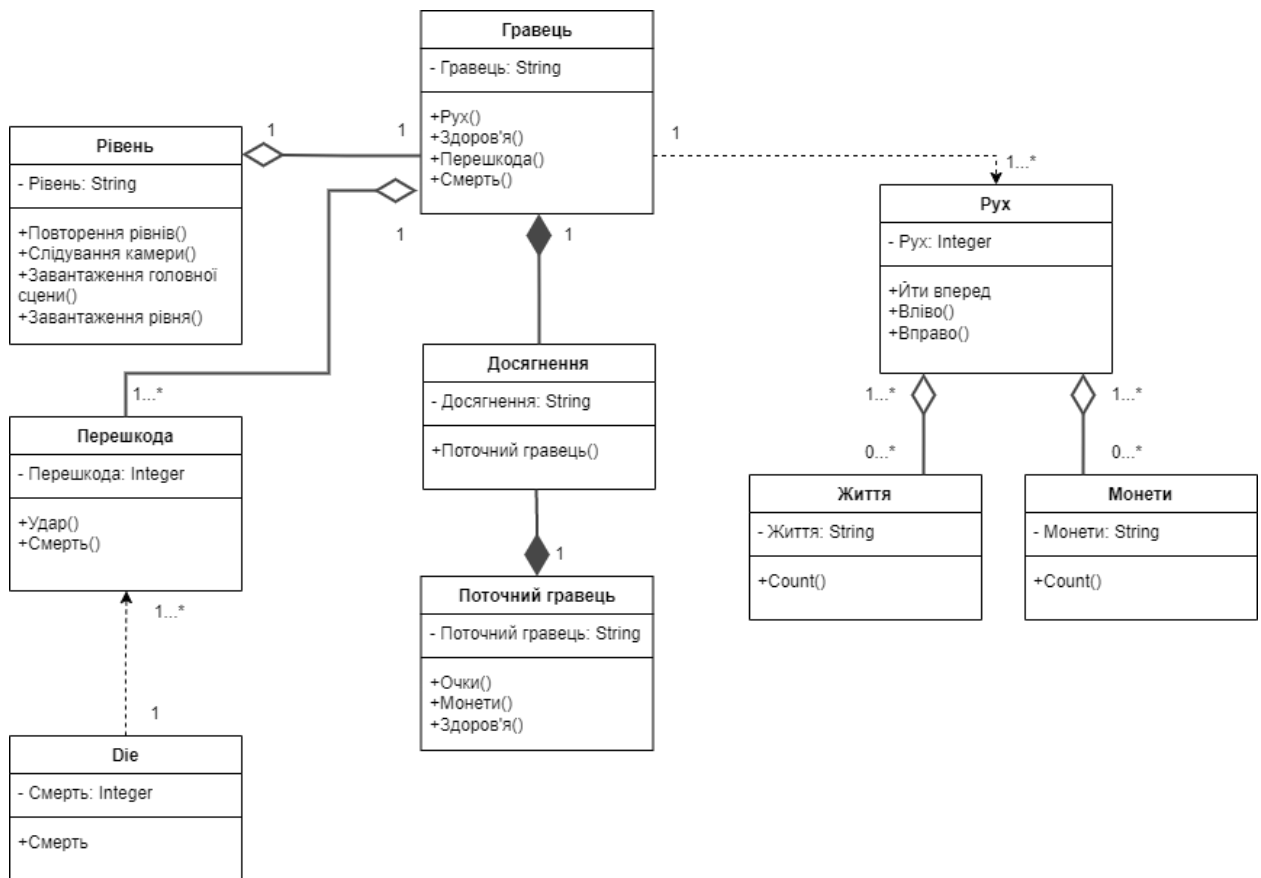 Гравець
- Гравець: String
+Рух()
+Здоров'я()
+Перешкода()
+Смерть()
1
1
1
1...*
Рівень
- Рівень: String
+Повторення рівнів()
+Слідування камери()
+Завантаження головної
сцени()
+Завантаження рівня()
1
1
Рух
- Рух: Integer
+Йти вперед
+Вліво()
+Вправо()
Досягнення
- Досягнення: String
+Поточний гравець()
1...*
1...*
1...*
0...*
0...*
Перешкода
- Перешкода: Integer
+Удар()
+Смерть()
Життя
- Життя: String
+Count()
Монети
- Монети: String
+Count()
1
Поточний гравець
- Поточний гравець: String
+Очки()
+Монети()
+Здоров'я()
1...*
1
Die
- Смерть: Integer
+Смерть